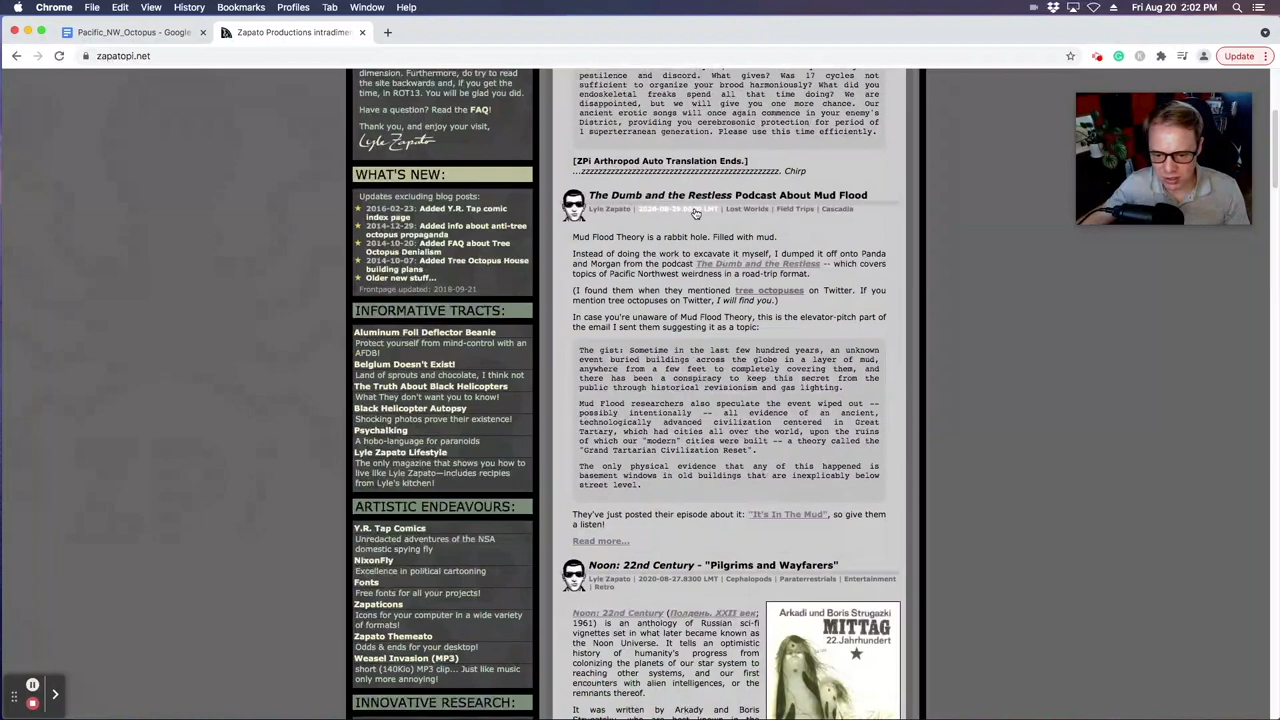 Chrome File Edit View History Bookmarks Profiles Tab Window Help Fri Aug 20 2:02 PM
Pacific_NW_Octopus - Google
Zapato Productions intradimen
zapatopi.net
Update
dimension. Furthermore, do try to read
the site backwards and, if you get the
time, in ROT13. You will be glad you did.
Have a question? Read the FAQ!
Thank you, and enjoy your visit,
Lyle Zapato
WHAT'S NEW:
Updates excluding blog posts:
2016-02-23: Added Y.R. Tap comic
index page
2014-12-29: Added info about anti-tree
octopus propaganda
2014-10-20: Added FAQ about Tree
Octopus Denialism
2014-10-07: Added Tree Octopus House
building plans
Older new stuff...
Frontpage updated: 2018-09-21
INFORMATIVE TRACTS:
Aluminum Foil Deflector Beanie
Protect yourself from mind-control with an
AFDB!
Belgium Doesn't Exist!
Land of sprouts and chocolate, I think not
The Truth About Black Helicopters
What They don't want you to know!
Black Helicopter Autopsy
Shocking photos prove their existence!
Psychalking
A hobo-language for paranoids
Lyle Zapato Lifestyle
The only magazine that shows you how to
live like Lyle Zapato—includes recipies
from Lyle's kitchen!
ARTISTIC ENDEAVOURS:
Y.R. Tap Comics
Unredacted adventures of the NSA
domestic spying fly
NixonFly
Excellence in political cartooning
Fonts
Free fonts for all your projects!
Zapaticons
Icons for your computer in a wide variety
of formats!
Zapato Themeato
Odds & ends for your desktop!
Weasel Invasion (MP3)
short (140Kio) MP3 clip... Just like music
only more annoying!
INNOVATIVE RESEARCH:
pestilence and discord. What gives? Was 17 cycles not
sufficient to organize your brood harmoniously? What did you
endoskeletal freaks spend all that time doing? We are
disappointed, but we will give you one more chance. Our
ancient erotic songs will once again commence in your enemy's
District, providing you cerebrosonic protection for period of
1 superternean generation. Please use this time efficiently.
[ZPi Arthropod Auto Translation Ends.]
...zzzzzzzzzzzzzzzzzzzzzzzzzzzzzzzzzzzzzzzzz. Chirp
The Dumb and the Restless Podcast About Mud Flood
Lyle Zapato | LMT | Lost Worlds | Field Trips | Cascadia
Mud Flood Theory is a rabbit hole. Filled with mud.
Instead of doing the work to excavate it myself, I dumped it off onto Panda
and Morgan from the podcast The Dumb and the Restless -- which covers
topics of Pacific Northwest weirdness in a road-trip format.
(I found them when they mentioned tree octopuses on Twitter. If you
mention tree octopuses on Twitter, I will find you.)
In case you're unaware of Mud Flood Theory, this is the elevator-pitch part of
the email I sent them suggesting it as a topic:
The gist: Sometime in the last few hundred years, an unknown
event buried buildings across the globe in a layer of mud,
anywhere from a few feet to completely covering them, and
there has been a conspiracy to keep this secret from the
public through historical revisionism and gas lighting.
Mud Flood researchers also speculate the event wiped out --
possibly intentionally -- all evidence of an ancient,
technologically advanced civilization centered in Great
Tartary, which had cities all over the world, upon the ruins
of which our "modern" cities were built -- a theory called the
"Grand Tartarian Civilization Reset".
The only physical evidence that any of this happened is
basement windows in old buildings that are inexplicably below
street level.
They've just posted their episode about it: "It's In The Mud", so give them
a listen!
Read more...
Noon: 22nd Century - "Pilgrims and Wayfarers"
Lyle Zapato | 2020-08-27.8300 LMT | Cephalopods | Paraterrestrials | Entertainment
| Retro
Noon: 22nd Century (Полдень, XXII век;
1961) is an anthology of Russian sci-fi
vignettes set in what later became known as
the Noon Universe. It tells an optimistic
history of humanity's progress from
colonizing the planets of our star system to
reaching other systems, and our first
encounters with alien intelligences, or the
remnants thereof.
It was written by Arkady and Boris
Arkadi und Boris Strugazki
MITTAG
22. Jahrhundert